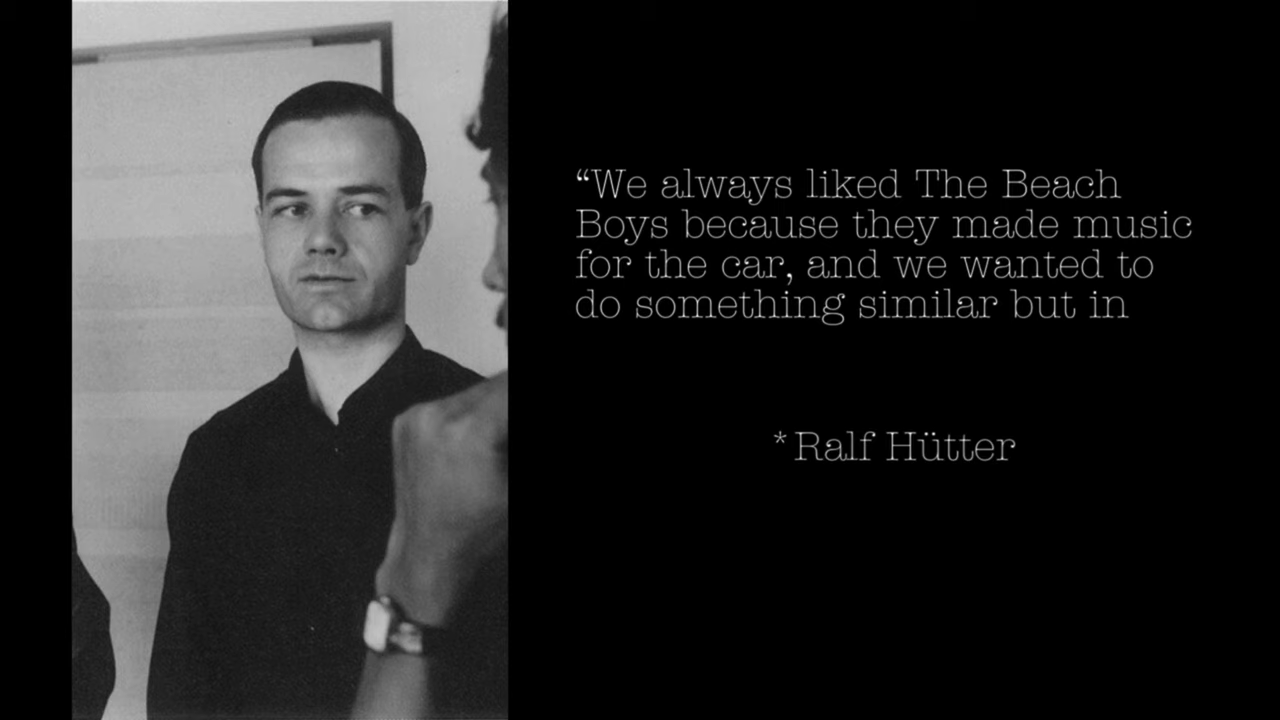 “We always liked The Beach
Boys because they made music
for the car, and we wanted to
do something similar but in
*Ralf Hütter